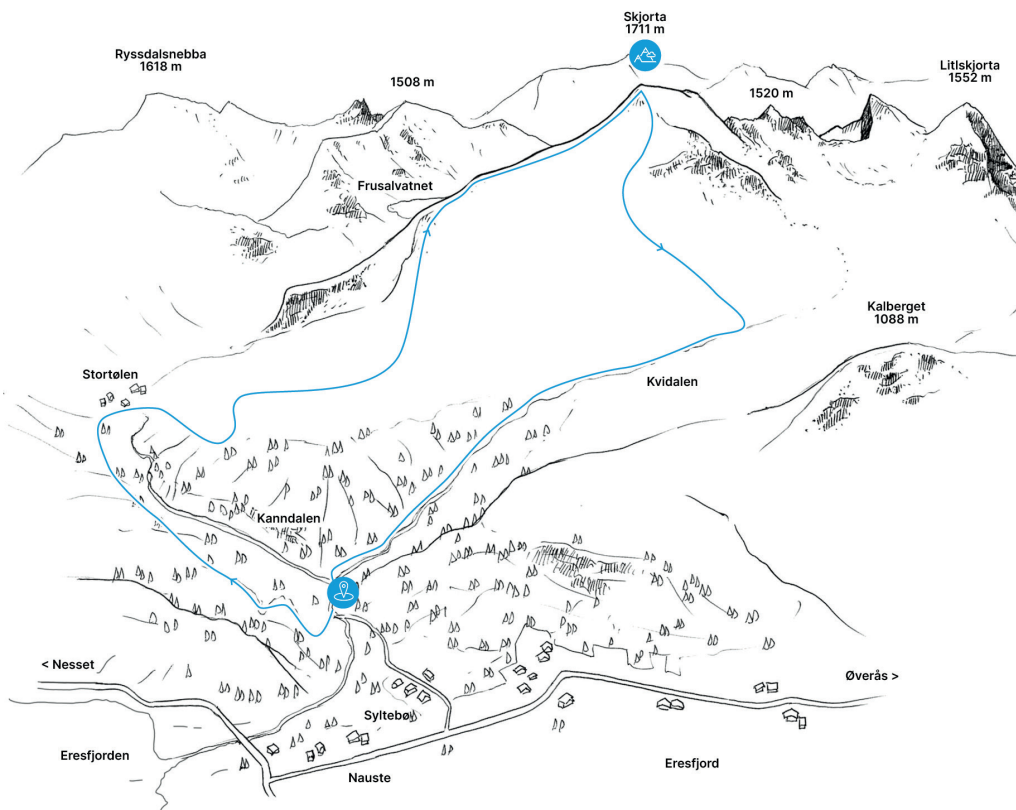 Skjorta
1711 m
Ryssdalsnebba
1618 m
Litlskjorta
1552 m
1508 m
1520 m
Frusalvatnet
Kalberget
1088 m
Stortølen
Kvidalen
Kanndalen
< Nesset
Øverås >
Syltebø
Eresfjorden
Nauste
Eresfjord